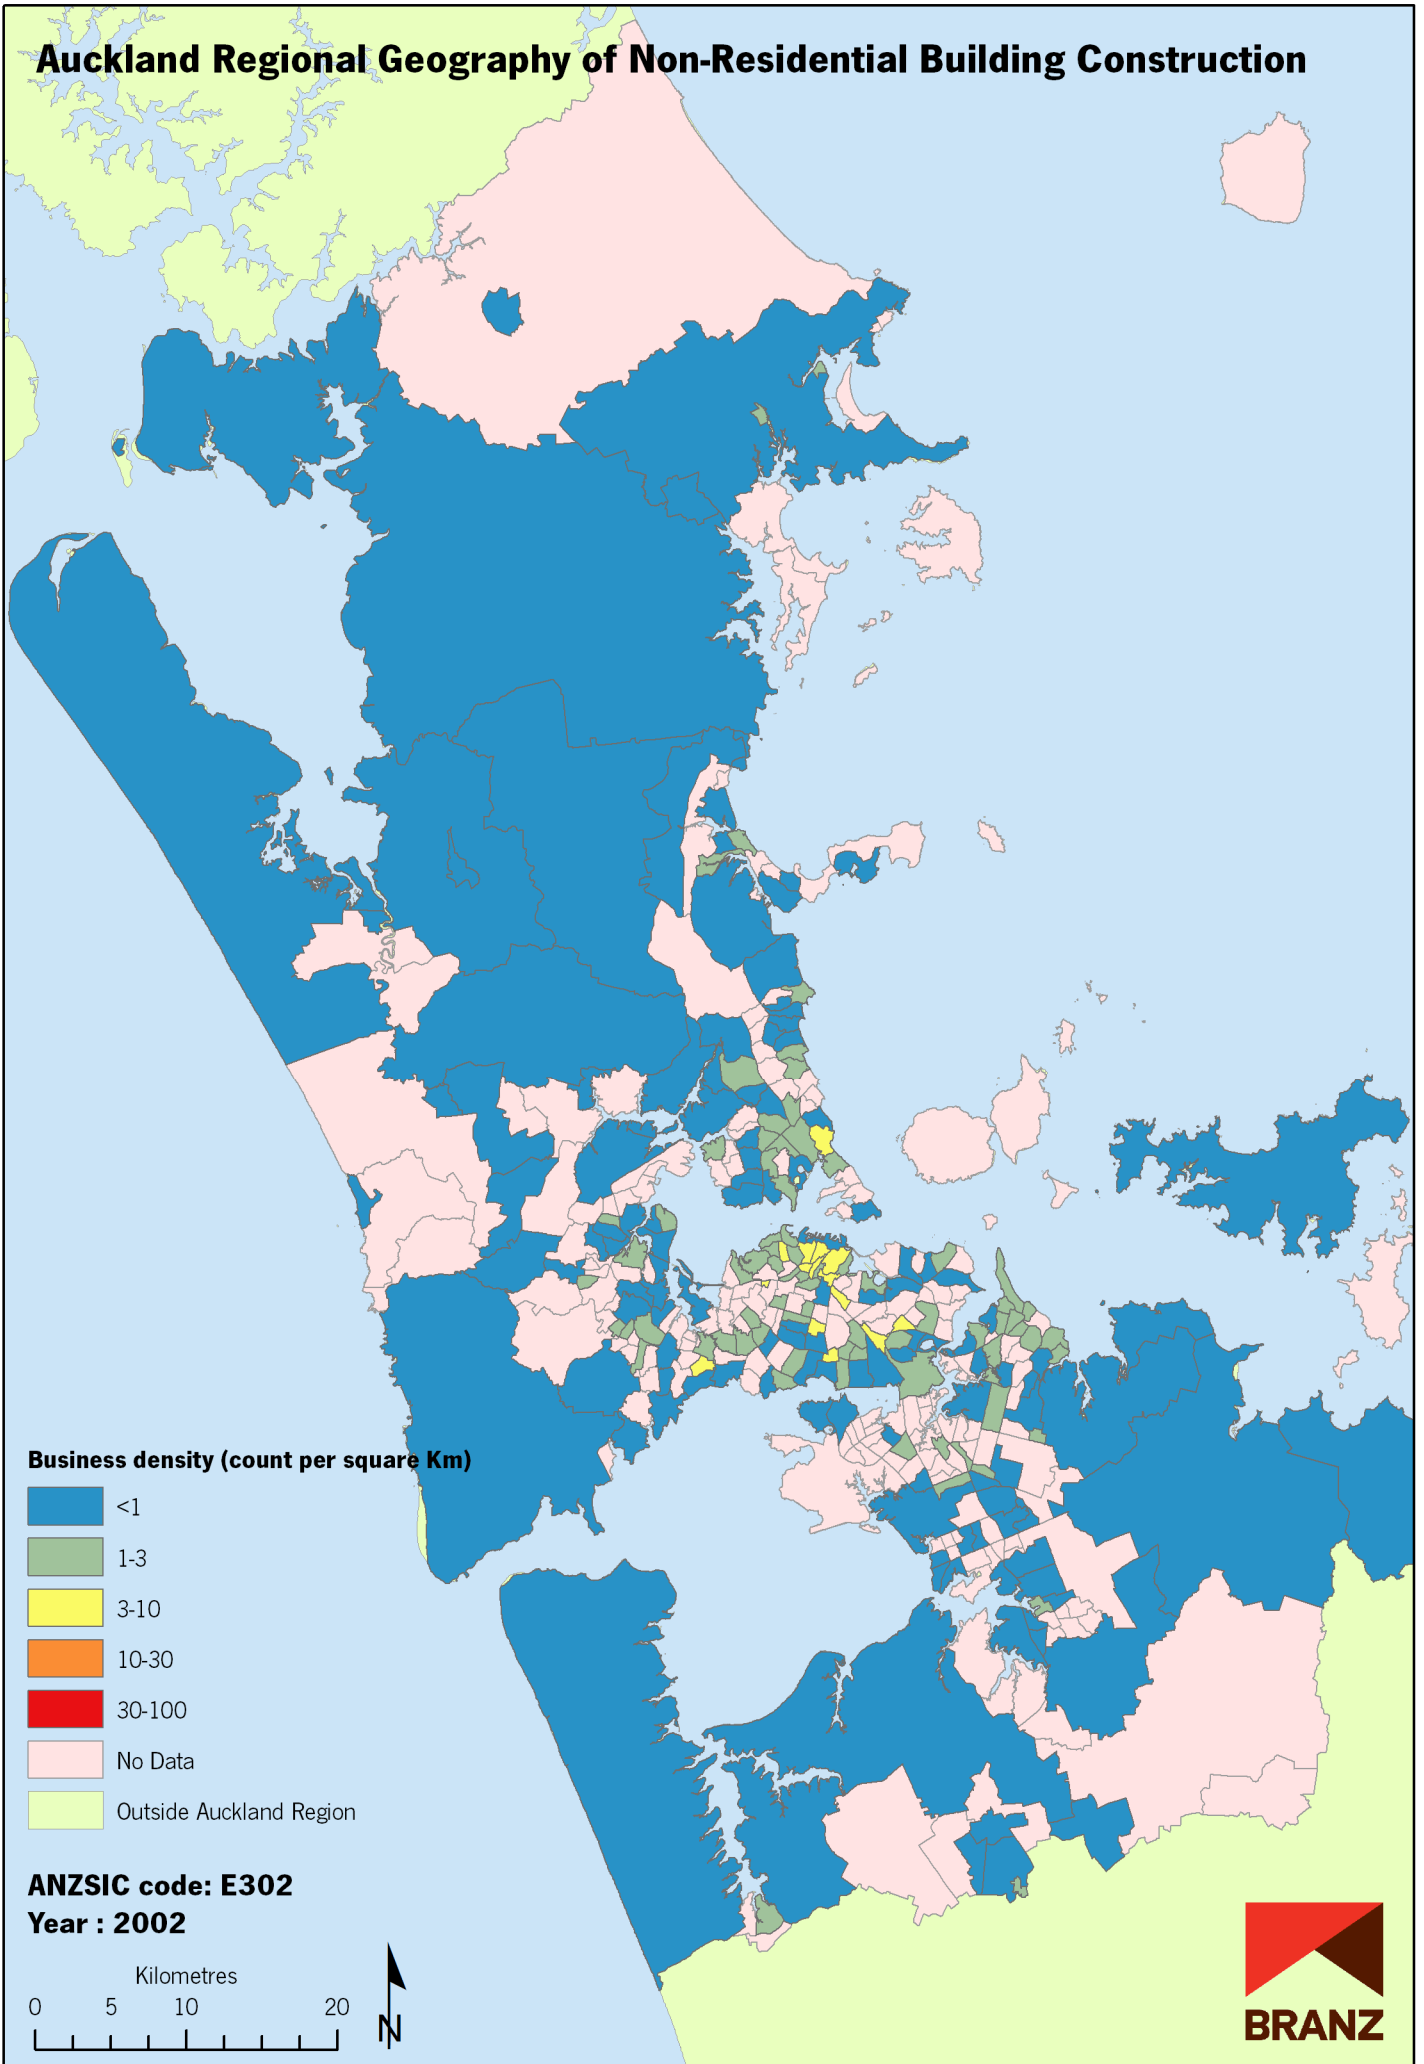 Auckland Regional Geography of Non-Residential Building Construction
Business density (count per square Km)
<1
1-3
3-10
10-30
30-100
No Data
Outside Auckland Region
ANZSIC code: E302
Year : 2002
Kilometres
0 5 10 20
N
BRANZ